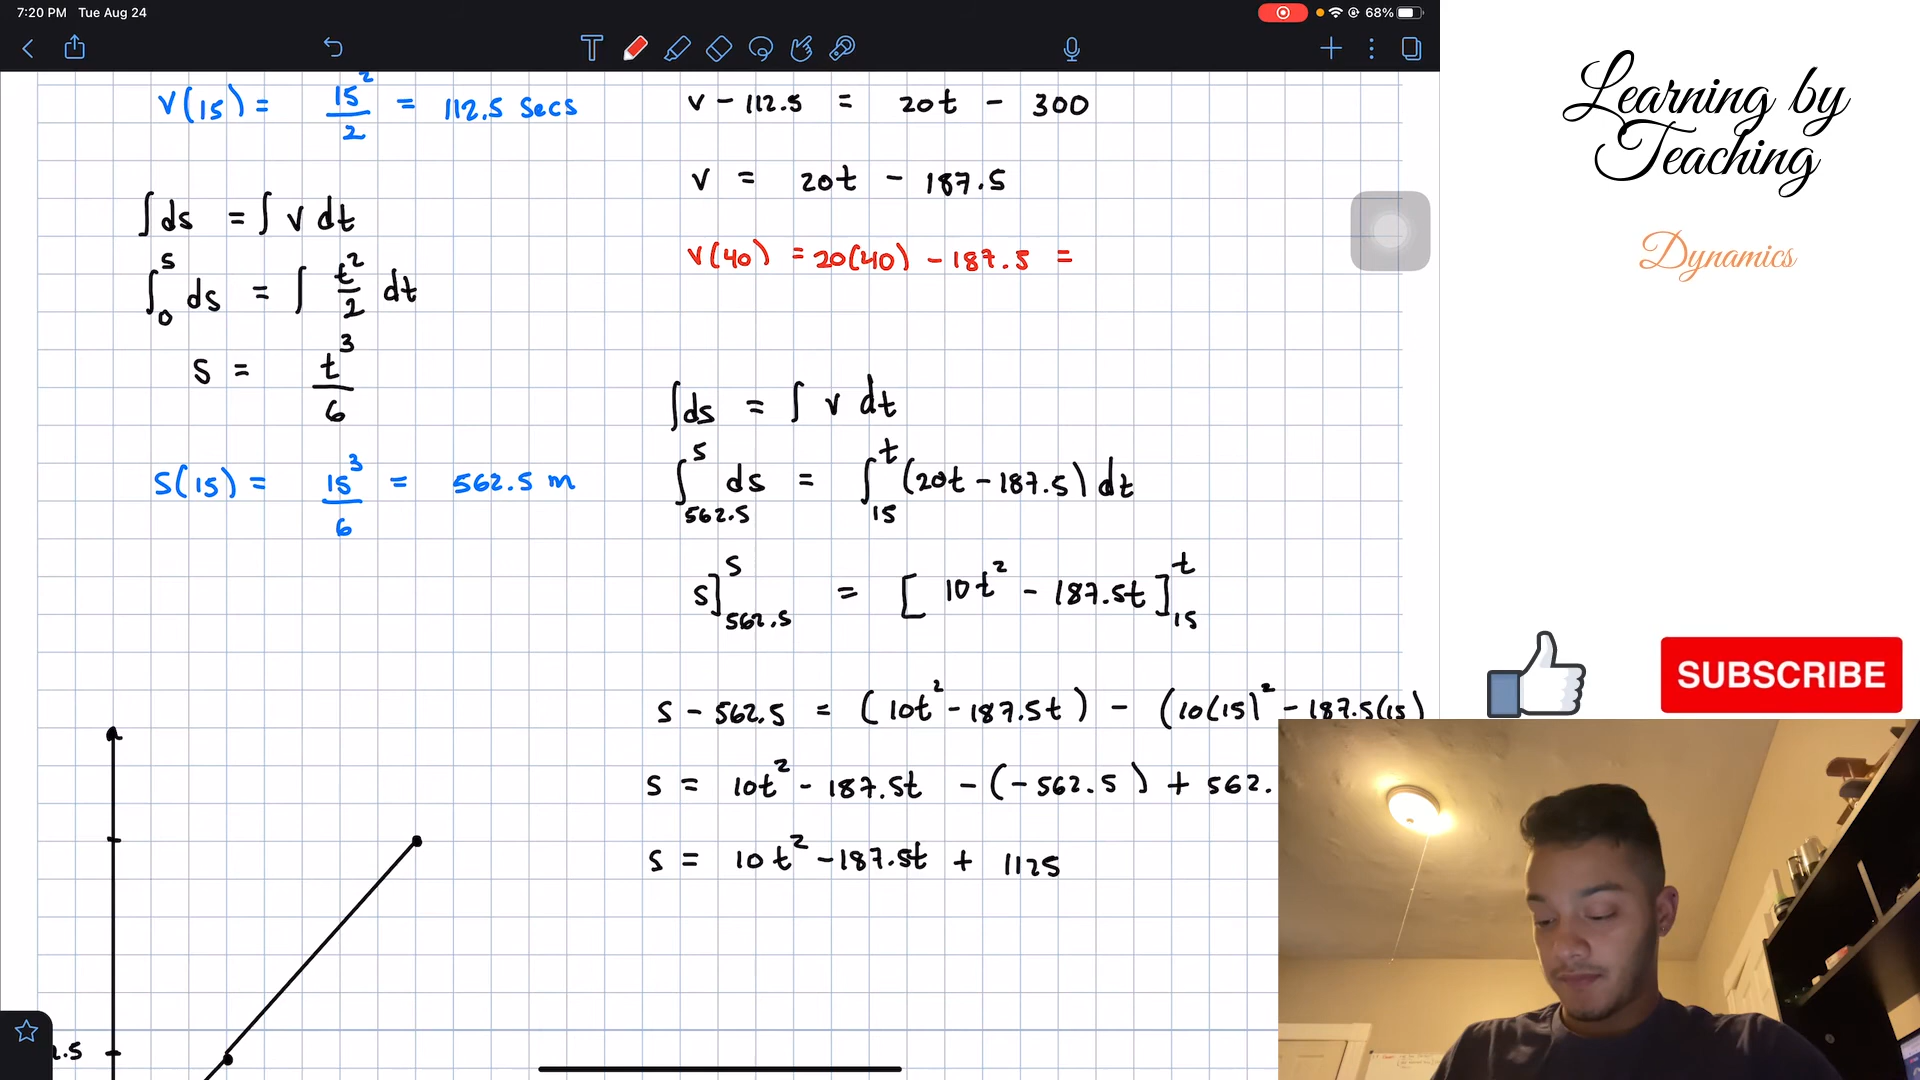 7:20 PM Tue Aug 24
68%
v(15) = 15²/2 = 112.5 secs
∫ds = ∫ v dt
∫₀ˢ ds = ∫ t²/2 dt
s = t³/6
s(15) = 15³/6 = 562.5 m
.5
v - 112.5 = 20t - 300
v = 20t - 187.5
v(40) = 20(40) - 187.5 =
∫ds = ∫ v dt
∫₅₆₂.₅ˢ ds = ∫₁₅ᵗ (20t - 187.5) dt
s]₅₆₂.₅ˢ = [10t² - 187.5t]₁₅ᵗ
s - 562.5 = (10t² - 187.5t) - (10(15)² - 187.5(15)
s = 10t² - 187.5t - (-562.5) + 562.
s = 10t² - 187.5t + 1125
Learning by
Teaching
Dynamics
SUBSCRIBE